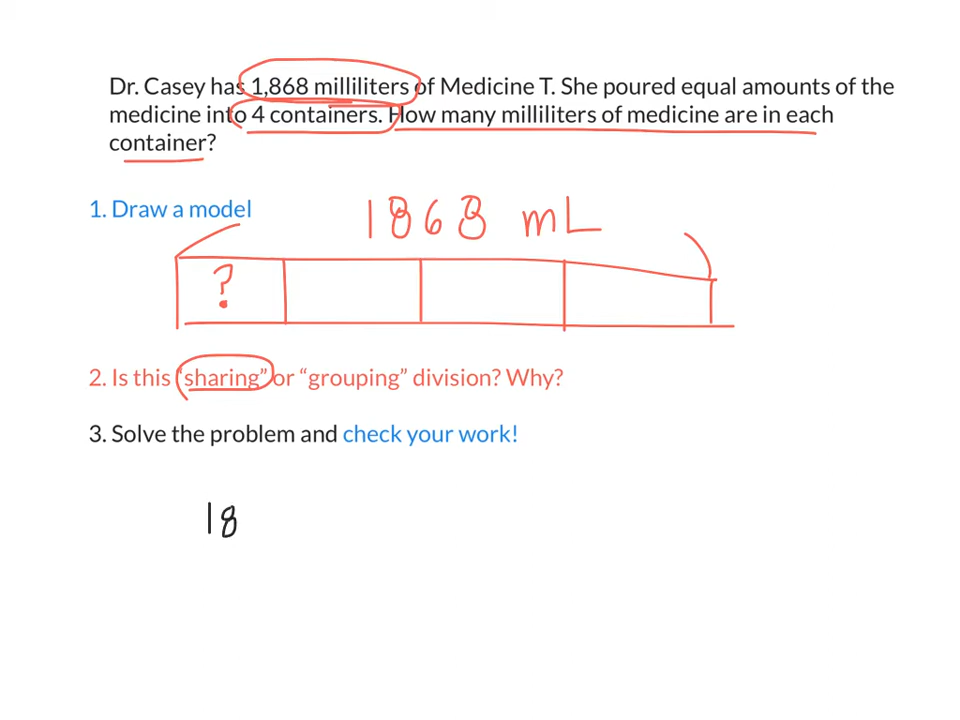 Dr. Casey has 1,868 milliliters of Medicine T. She poured equal amounts of the
medicine into 4 containers. How many milliliters of medicine are in each
container?
1. Draw a model
1868 mL
?
2. Is this “sharing” or “grouping” division? Why?
3. Solve the problem and check your work!
18